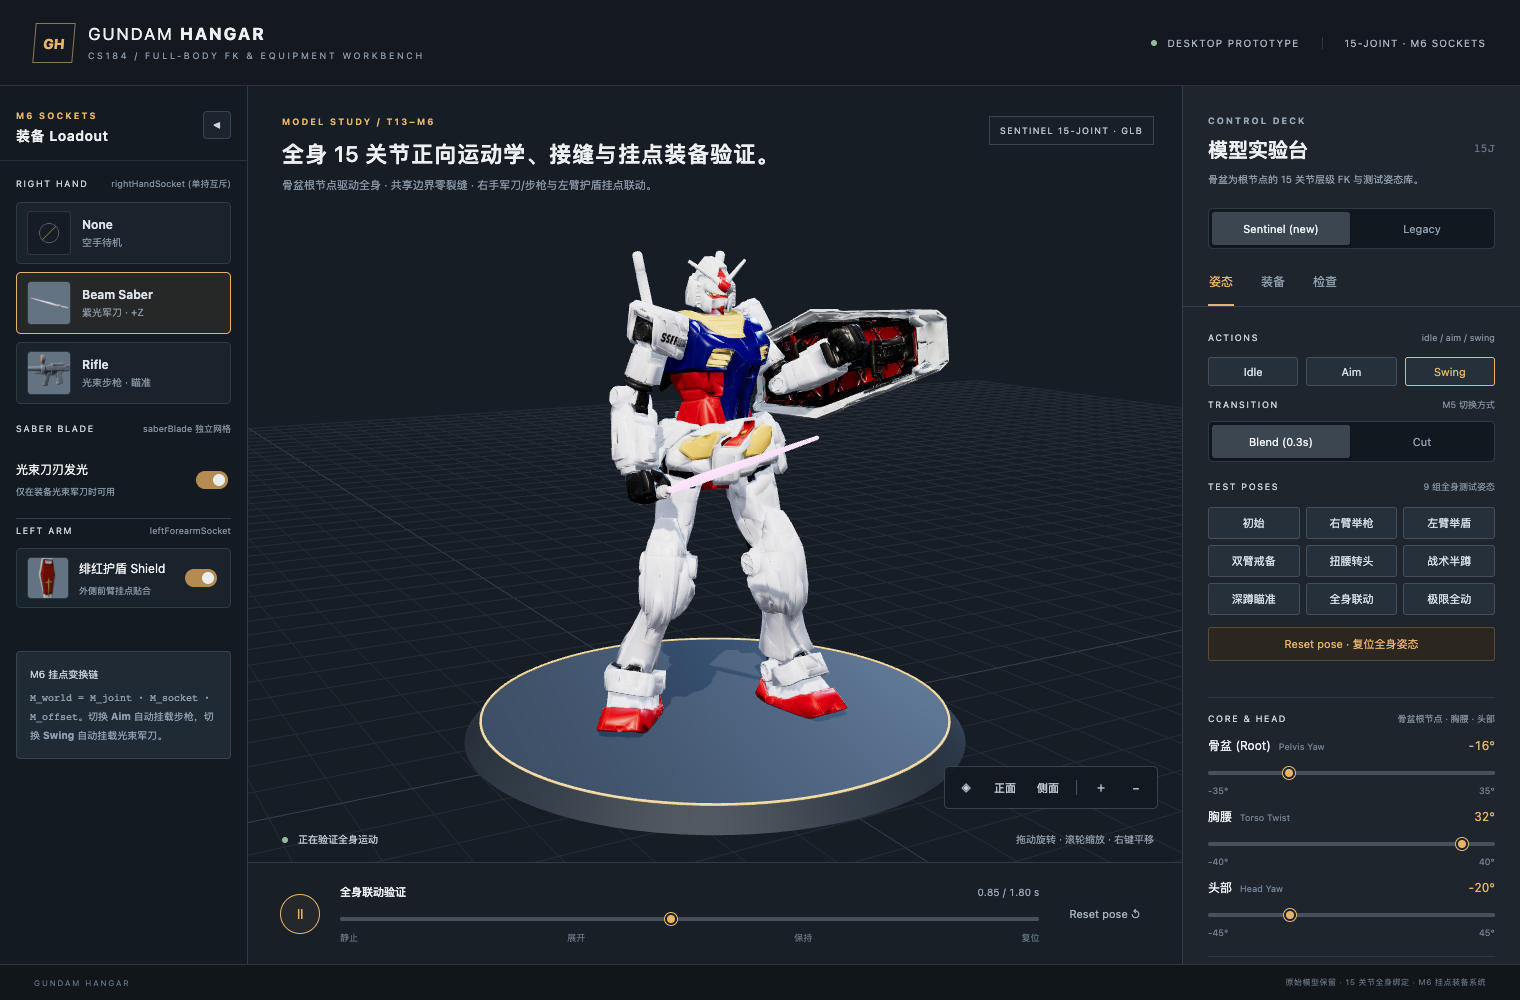 GH
GUNDAM HANGAR
CS184 / FULL-BODY FK & EQUIPMENT WORKBENCH
DESKTOP PROTOTYPE
15-JOINT · M6 SOCKETS
M6 SOCKETS
装备 Loadout
RIGHT HAND
rightHandSocket (单持互斥)
None
空手待机
Beam Saber
紫光军刀 · +Z
Rifle
光束步枪 · 瞄准
SABER BLADE
saberBlade 独立网格
光束刀刃发光
仅在装备光束军刀时可用
LEFT ARM
leftForearmSocket
绯红护盾 Shield
外侧前臂挂点贴合
M6 挂点变换链
M_world = M_joint · M_socket ·
M_offset。切换 Aim 自动挂载步枪，切
换 Swing 自动挂载光束军刀。
MODEL STUDY / T13–M6
全身 15 关节正向运动学、接缝与挂点装备验证。
骨盆根节点驱动全身 · 共享边界零裂缝 · 右手军刀/步枪与左臂护盾挂点联动。
SENTINEL 15-JOINT · GLB
正面
侧面
+
−
正在验证全身运动
拖动旋转 · 滚轮缩放 · 右键平移
全身联动验证
0.85 / 1.80 s
静止
展开
保持
复位
Reset pose
CONTROL DECK
模型实验台
15J
骨盆为根节点的 15 关节层级 FK 与测试姿态库。
Sentinel (new)
Legacy
姿态
装备
检查
ACTIONS
idle / aim / swing
Idle
Aim
Swing
TRANSITION
M5 切换方式
Blend (0.3s)
Cut
TEST POSES
9 组全身测试姿态
初始
右臂举枪
左臂举盾
双臂戒备
扭腰转头
战术半蹲
深蹲瞄准
全身联动
极限全动
Reset pose · 复位全身姿态
CORE & HEAD
骨盆根节点 · 胸腰 · 头部
骨盆 (Root) Pelvis Yaw
-16°
-35°
35°
胸腰 Torso Twist
32°
-40°
40°
头部 Head Yaw
-20°
-45°
45°
GUNDAM HANGAR
原始模型保留 · 15 关节全身绑定 · M6 挂点装备系统